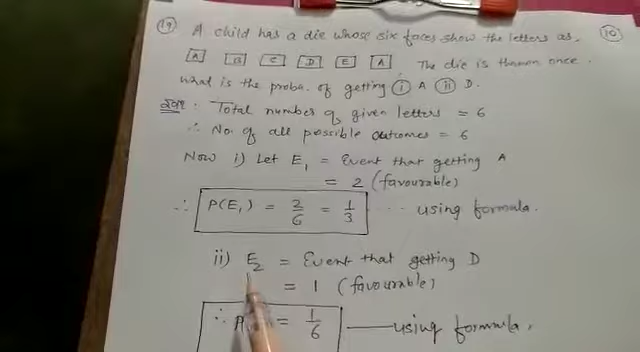 19 A child has a die whose six faces show the letters as. 10
A B C D E A The die is thrown once.
what is the proba. of getting i A ii D.
Total number of given letters = 6
∴ No. of all possible outcomes = 6
Now i) Let E₁ = Event that getting A
= 2 (favourable)
∴ P(E₁) = 2/6 = 1/3 ---- using formula.
ii) E₂ = Event that getting D
= 1 (favourable)
∴ = 1/6 — using formula.